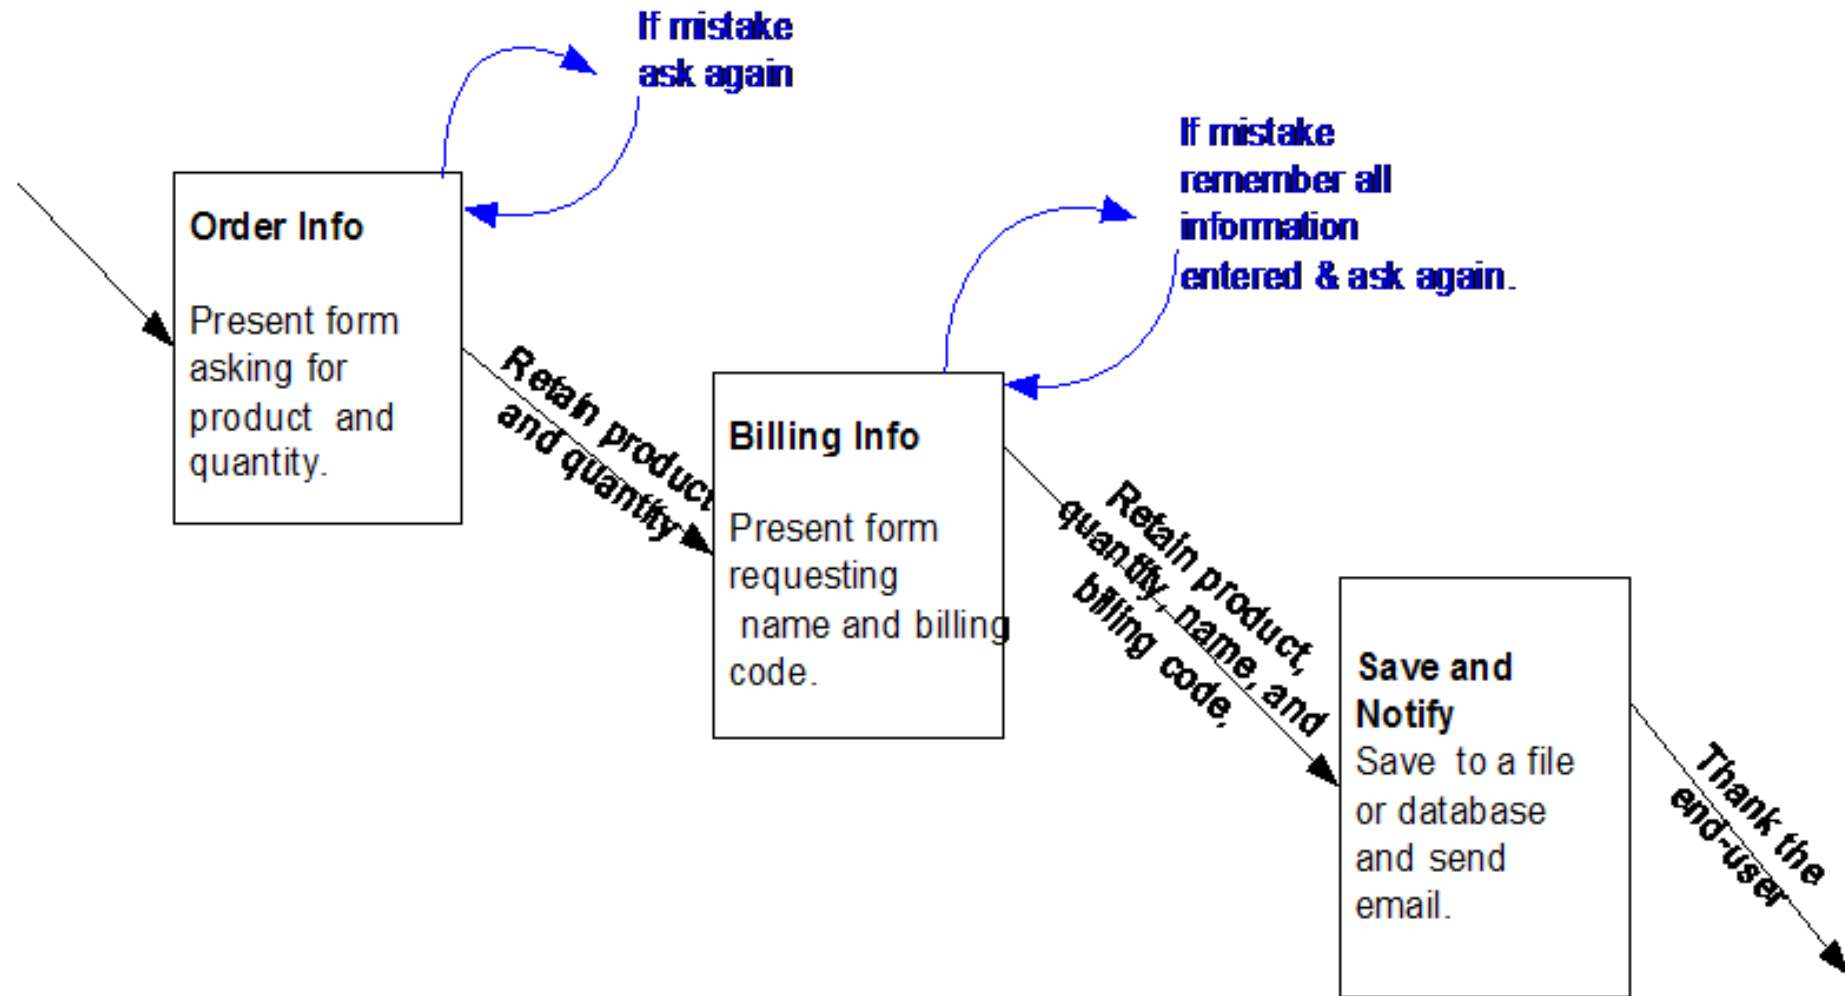 If mistake
ask again
If mistake
remember all
information
entered & ask again.
Order Info
Present form
asking for
product and
quantity.
Retain product
and quantity
Billing Info
Present form
requesting
name and billing
code.
Retain product,
quantity, name, and
billing code,
Save and
Notify
Save to a file
or database
and send
email.
Thank the
end-user